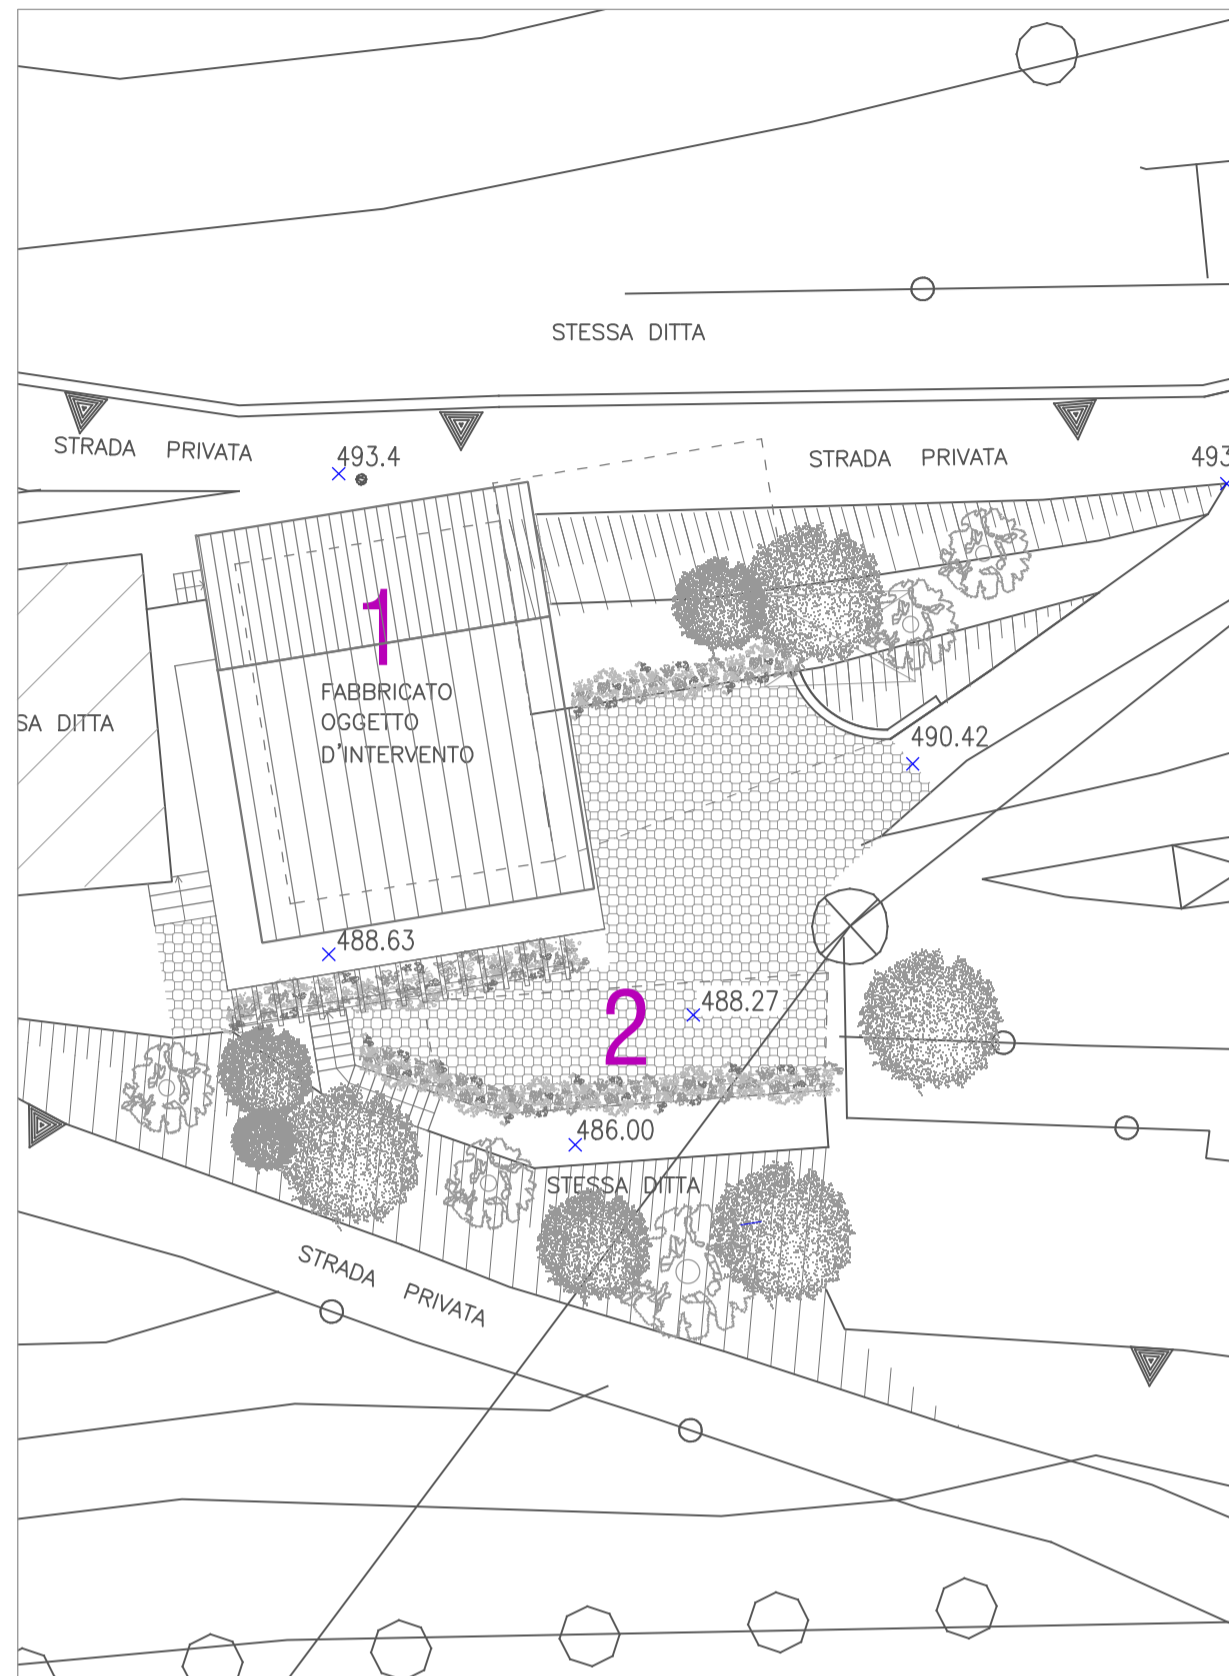 STESSA DITTA
STRADA PRIVATA
493.4
STRADA PRIVATA
493
1
FABBRICATO
OGGETTO
D'INTERVENTO
SA DITTA
490.42
488.63
2
488.27
486.00
STESSA DITTA
STRADA PRIVATA